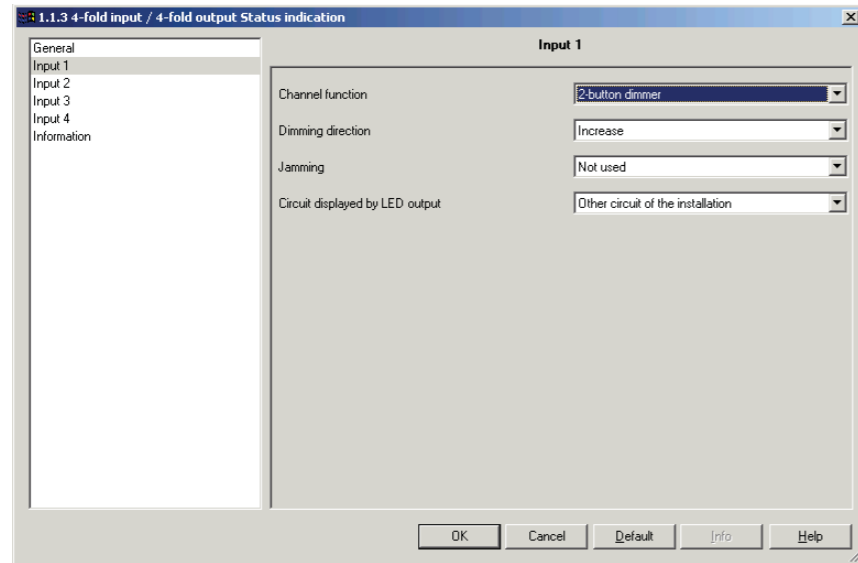 1.1.3 4-fold input / 4-fold output Status indication
General
Input 1
Input 2
Input 3
Input 4
Information
Input 1
Channel function
2-button dimmer
Dimming direction
Increase
Jamming
Not used
Circuit displayed by LED output
Other circuit of the installation
OK
Cancel
Default
Info
Help